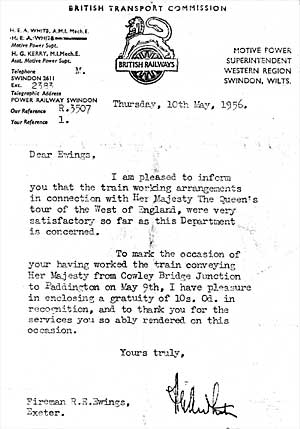 BRITISH TRANSPORT COMMISSION
H. E. A. WHITE, A.M.I. Mech.E.
H. E. A. WHITE
Motive Power Supt.
H. G. KERRY, M.I.Mech.E.
Asst. Motive Power Supt.
Telephone M.
SWINDON 2611
Ext. 2383
Telegraphic Address
POWER RAILWAY SWINDON
Our Reference R.3507
Your Reference 1.
BRITISH RAILWAYS
MOTIVE POWER
SUPERINTENDENT
WESTERN REGION
SWINDON, WILTS.
Thursday, 10th May, 1956.
Dear Ewings,
I am pleased to inform
you that the train working arrangements
in connection with Her Majesty The Queen's
tour of the West of England, were very
satisfactory so far as this Department
is concerned.
To mark the occasion of
your having worked the train conveying
Her Majesty from Cowley Bridge Junction
to Paddington on May 9th, I have pleasure
in enclosing a gratuity of 10s. 0d. in
recognition, and to thank you for the
services you so ably rendered on this
occasion.
Yours truly,
Fireman R.E.Ewings,
Exeter.